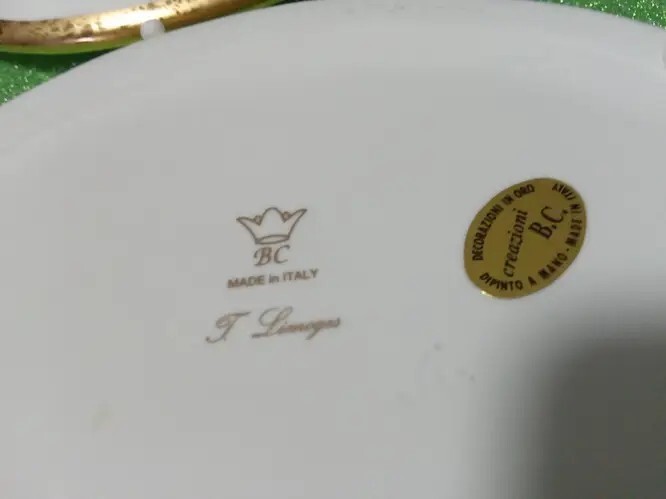 BC
MADE in ITALY
T. Limoges
DECORAZIONI IN ORO
creazioni
B.C.
DIPINTO A MANO - MADE IN ITALY